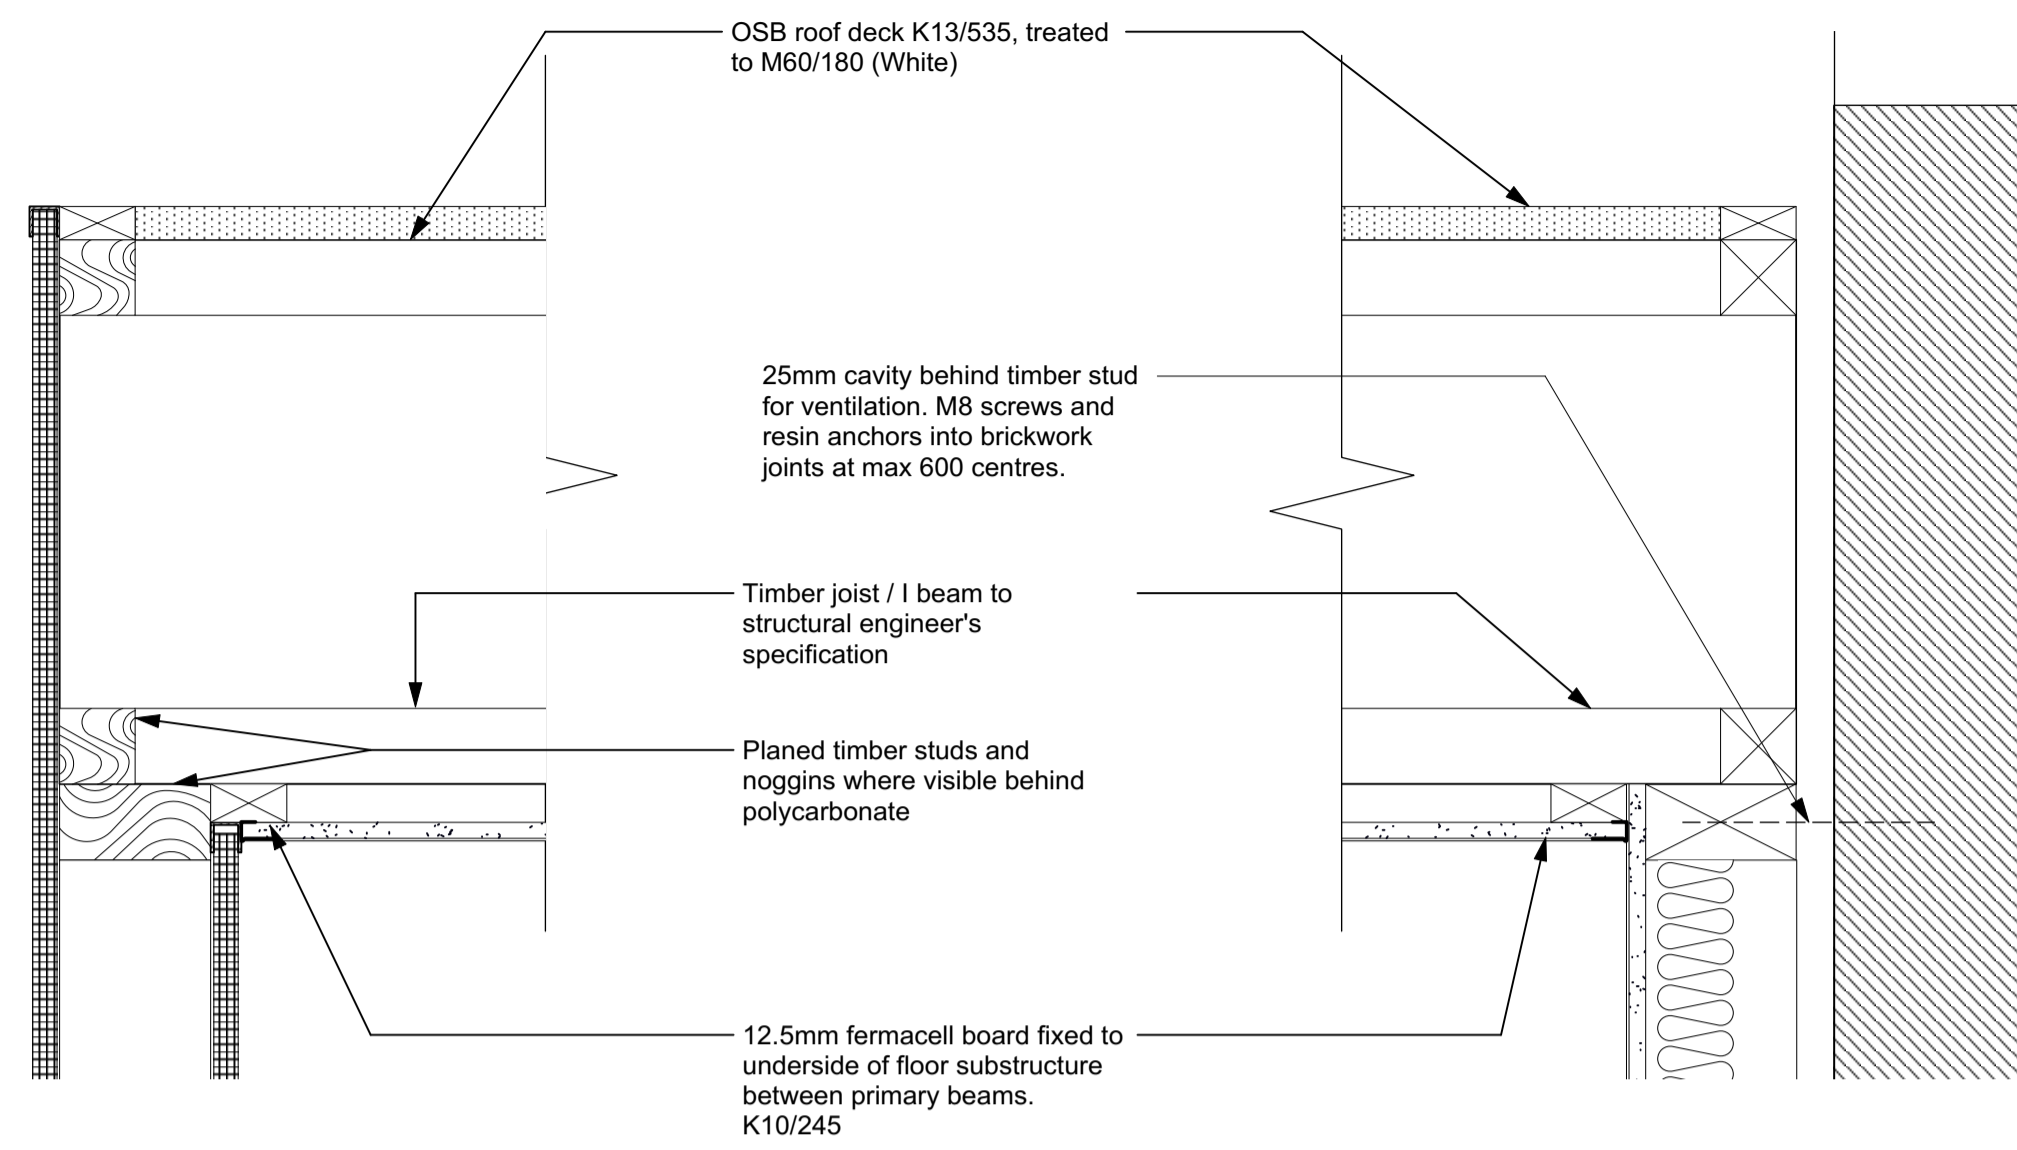 OSB roof deck K13/535, treated
to M60/180 (White)
25mm cavity behind timber stud
for ventilation. M8 screws and
resin anchors into brickwork
joints at max 600 centres.
Timber joist / I beam to
structural engineer's
specification
Planed timber studs and
noggins where visible behind
polycarbonate
12.5mm fermacell board fixed to
underside of floor substructure
between primary beams.
K10/245